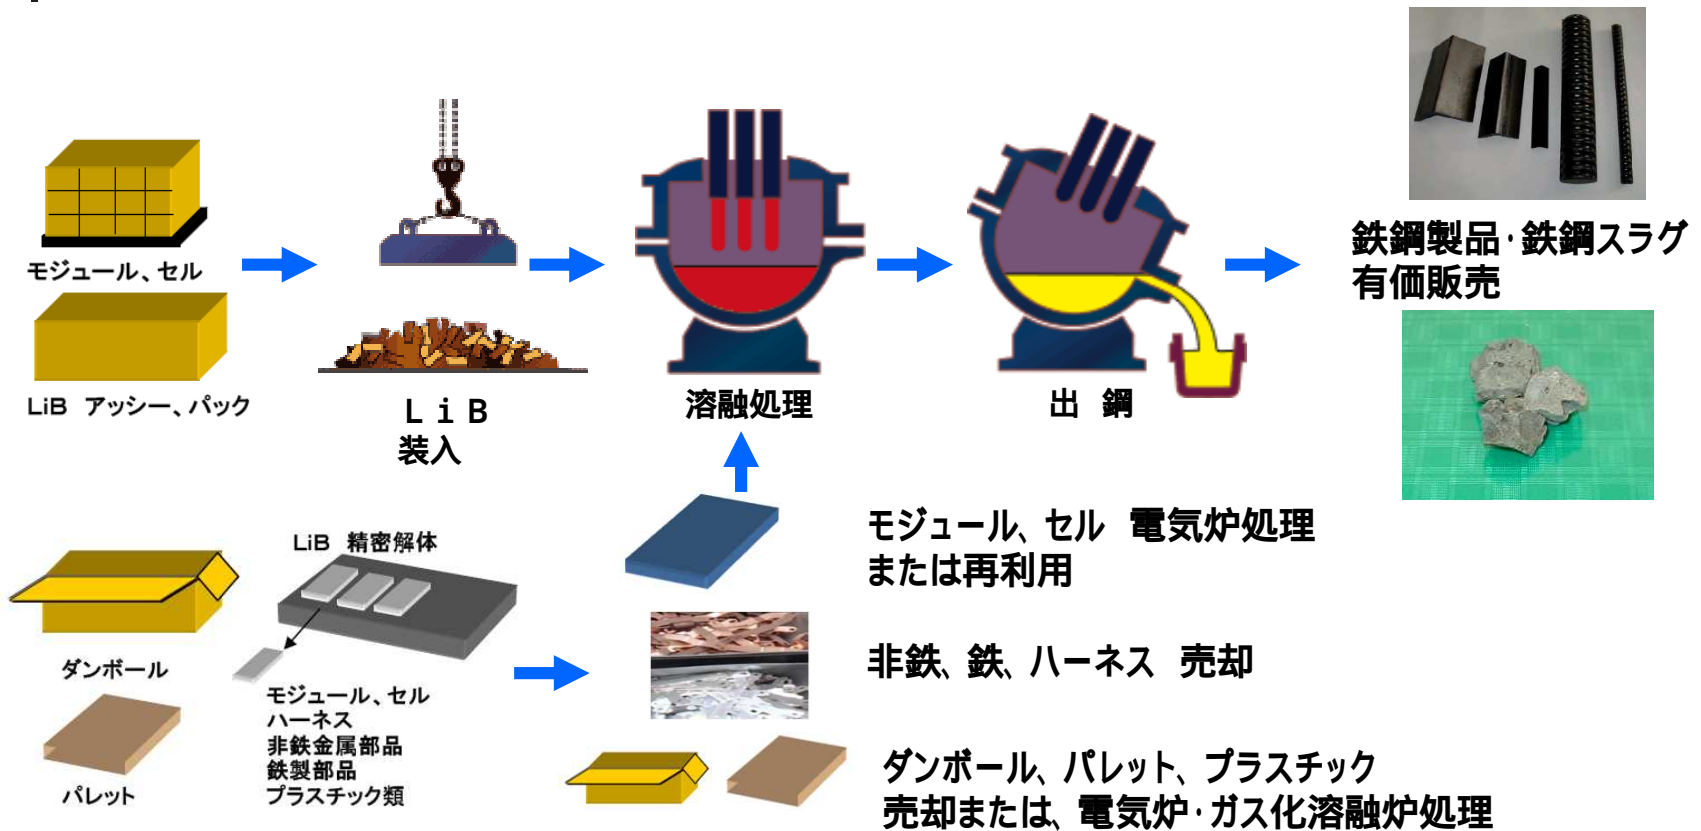 モジュール、セル
LiB アッシー、パック
LiB
装入
溶融処理
出 鋼
鉄鋼製品・鉄鋼スラグ
有価販売
LiB 精密解体
ダンボール
パレット
モジュール、セル
ハーネス
非鉄金属部品
鉄製部品
プラスチック類
モジュール、セル 電気炉処理
または再利用
非鉄、鉄、ハーネス 売却
ダンボール、パレット、プラスチック
売却または、電気炉・ガス化溶融炉処理